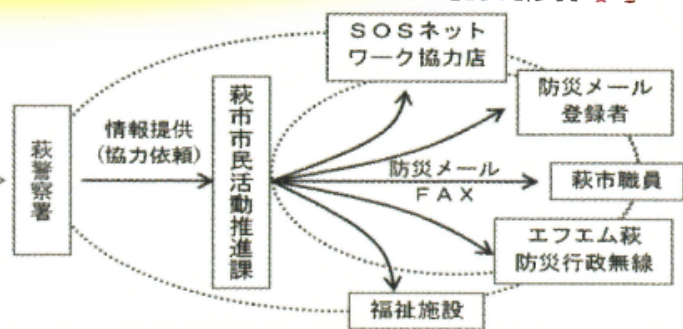 SOSネット
ワーク協力店
防災メール
登録者
情報提供
(協力依頼)
萩警察署
萩市市民活動推進課
防災メール
FAX
萩市職員
エフエム萩
防災行政無線
福祉施設